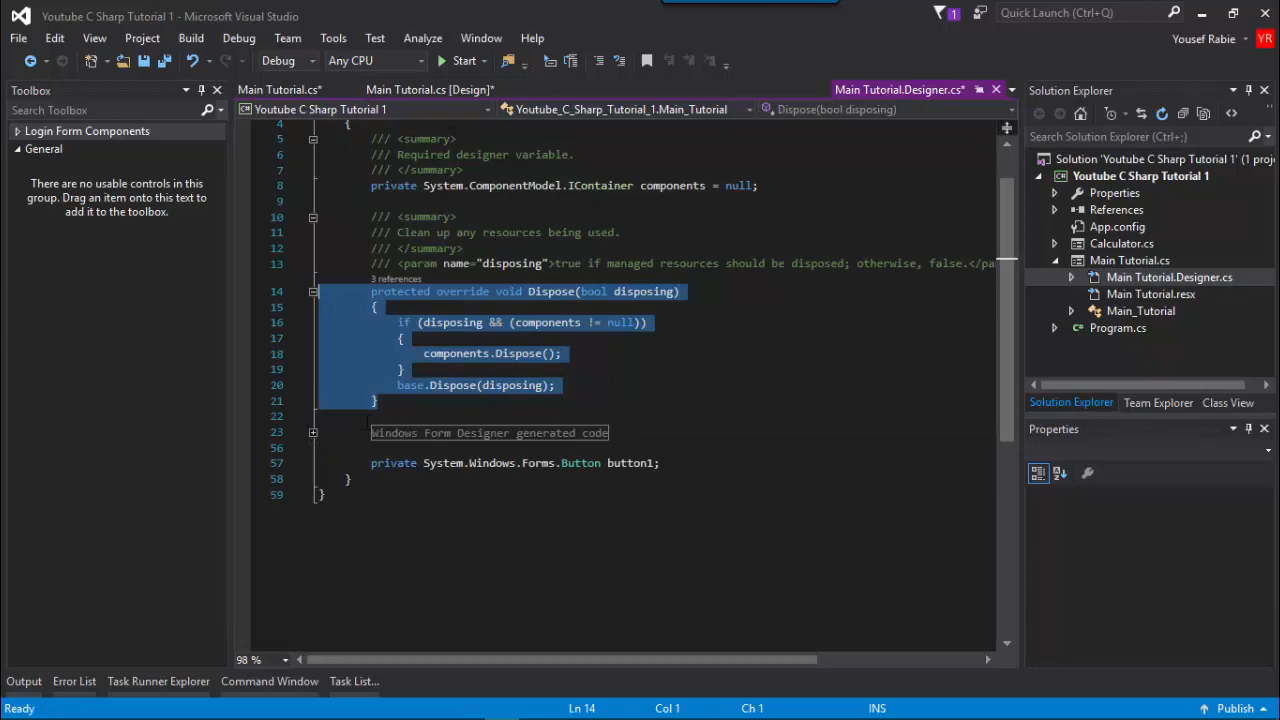 Youtube C Sharp Tutorial 1 - Microsoft Visual Studio
1
Quick Launch (Ctrl+Q)
File Edit View Project Build Debug Team Tools Test Analyze Window Help
Yousef Rabie
YR
Debug
Any CPU
Start
Toolbox
Search Toolbox
Login Form Components
General
There are no usable controls in this
group. Drag an item onto this text to
add it to the toolbox.
Main Tutorial.cs*
Main Tutorial.cs [Design]*
Main Tutorial.Designer.cs*
Youtube C Sharp Tutorial 1
Youtube_C_Sharp_Tutorial_1.Main_Tutorial
Dispose(bool disposing)
4 {
5 /// <summary>
6 /// Required designer variable.
7 /// </summary>
8 private System.ComponentModel.IContainer components = null;
9
10 /// <summary>
11 /// Clean up any resources being used.
12 /// </summary>
13 /// <param name="disposing">true if managed resources should be disposed; otherwise, false.</pa
3 references
14 protected override void Dispose(bool disposing)
15 {
16 if (disposing && (components != null))
17 {
18 components.Dispose();
19 }
20 base.Dispose(disposing);
21 }
22
23 Windows Form Designer generated code
56
57 private System.Windows.Forms.Button button1;
58 }
59 }
98 %
Solution Explorer
Search Solution Explorer (Ctrl+;)
Solution 'Youtube C Sharp Tutorial 1' (1 proj
Youtube C Sharp Tutorial 1
Properties
References
App.config
Calculator.cs
Main Tutorial.cs
Main Tutorial.Designer.cs
Main Tutorial.resx
Main_Tutorial
Program.cs
Solution Explorer Team Explorer Class View
Properties
Output Error List Task Runner Explorer Command Window Task List...
Ready
Ln 14
Col 1
Ch 1
INS
Publish